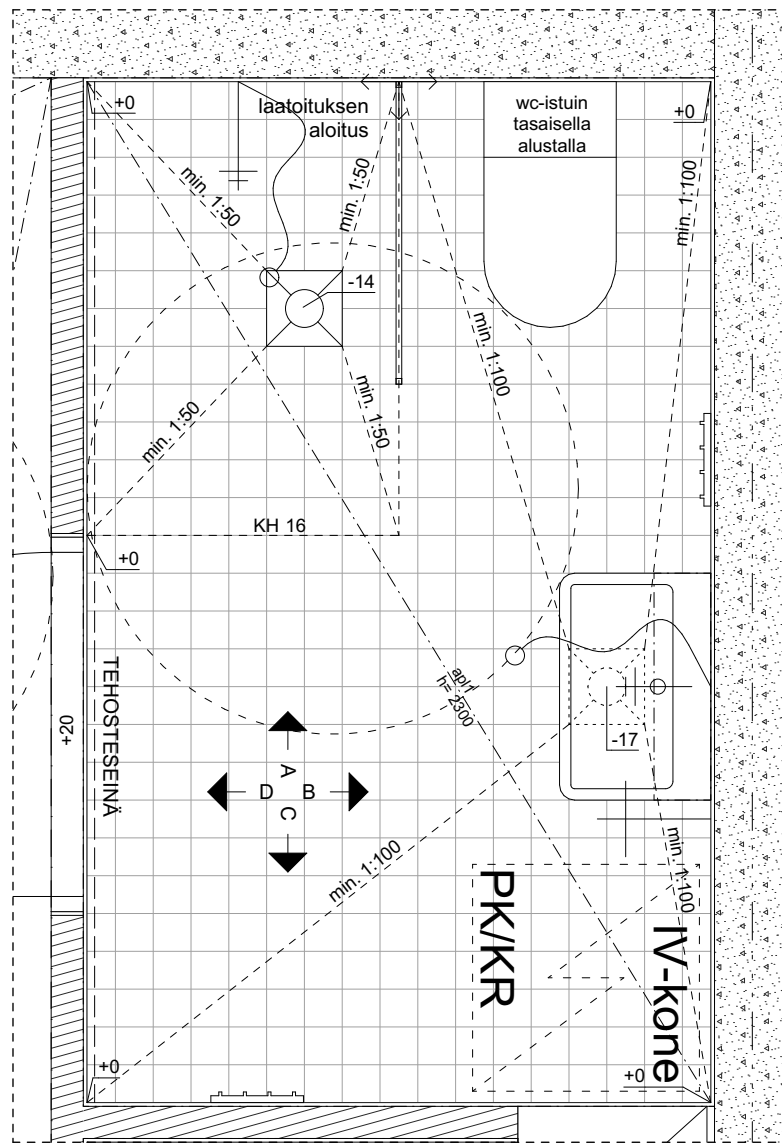 +0
laatoituksen
aloitus
wc-istuin
tasaisella
alustalla
+0
min. 1:50
min. 1:50
min. 1:100
-14
min. 1:100
min. 1:50
min. 1:50
KH 16
+0
TEHOSTESEINÄ
apl1
h= 2300
+20
-17
A
D B
C
min. 1:100
min. 1:100
PK/KR
IV-kone
+0
+0